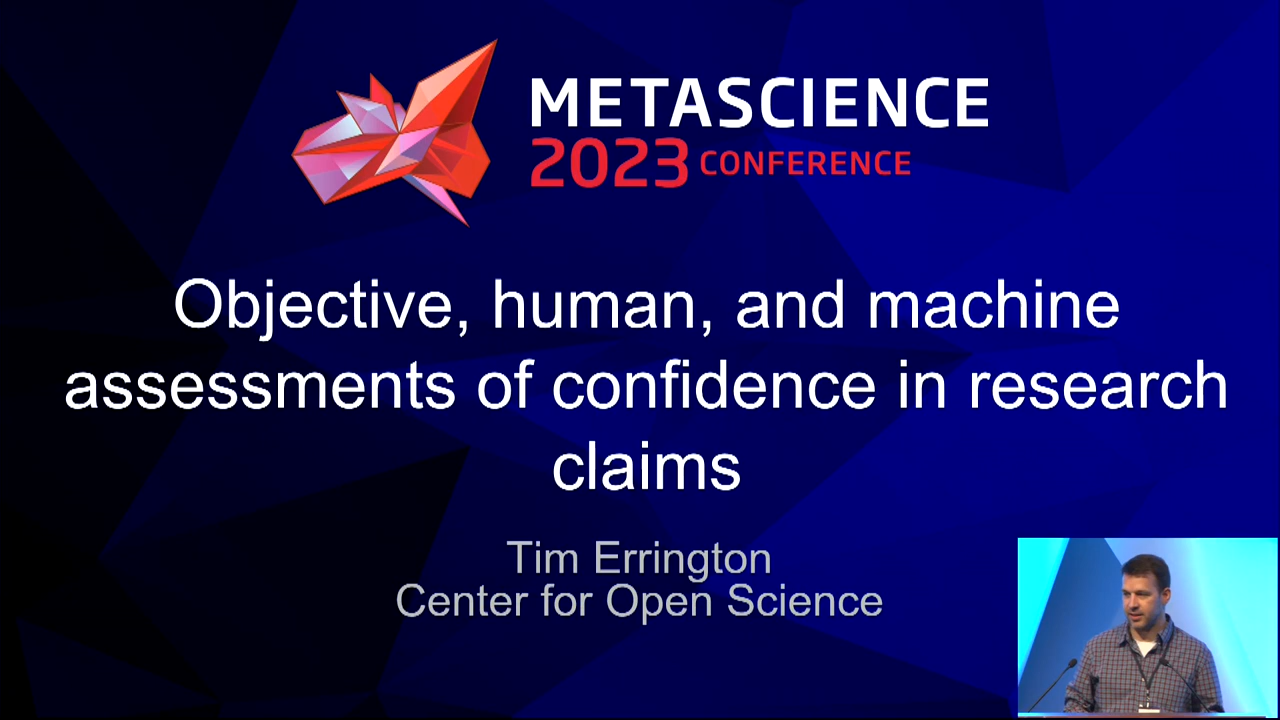 METASCIENCE
2023 CONFERENCE
Objective, human, and machine
assessments of confidence in research
claims
Tim Errington
Center for Open Science